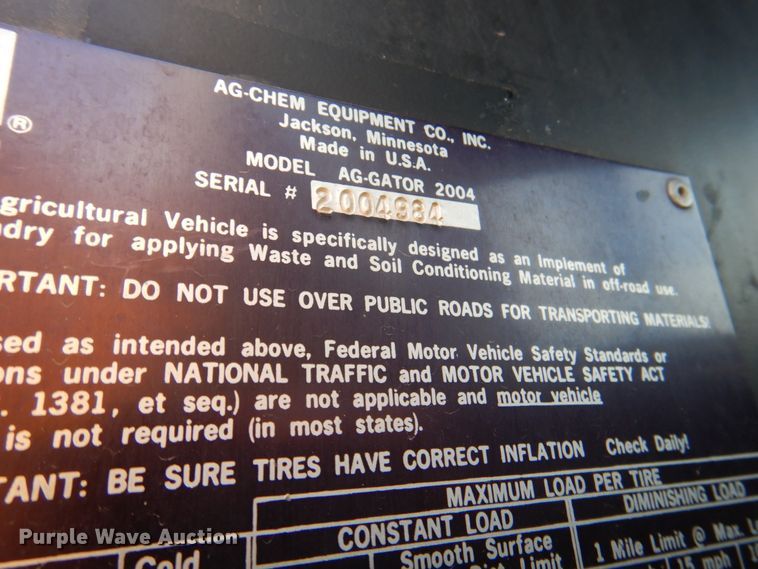 ®
AG-CHEM EQUIPMENT CO., INC.
Jackson, Minnesota
Made in U.S.A.
MODEL AG-GATOR 2004
SERIAL # 2004984
gricultural Vehicle is specifically designed as an Implement of
dry for applying Waste and Soil Conditioning Material in off-road use.
RTANT: DO NOT USE OVER PUBLIC ROADS FOR TRANSPORTING MATERIALS!
sed as intended above, Federal Motor Vehicle Safety Standards or
ons under NATIONAL TRAFFIC and MOTOR VEHICLE SAFETY ACT
. 1381, et seq.) are not applicable and motor vehicle
is not required (in most states).
TANT: BE SURE TIRES HAVE CORRECT INFLATION Check Daily!
MAXIMUM LOAD PER TIRE
CONSTANT LOAD DIMINISHING LOAD
Cold Smooth Surface 1 Mile Limit @ Max. L
Dist Limit 15 mph
Purple Wave Auction